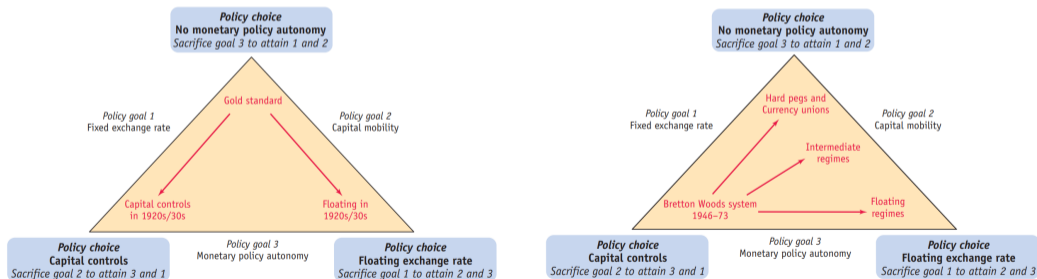 Policy choice
No monetary policy autonomy
Sacrifice goal 3 to attain 1 and 2
Gold standard
Policy goal 1
Fixed exchange rate
Policy goal 2
Capital mobility
Capital controls
in 1920s/30s
Floating in
1920s/30s
Policy choice
Capital controls
Sacrifice goal 2 to attain 3 and 1
Policy goal 3
Monetary policy autonomy
Policy choice
Floating exchange rate
Sacrifice goal 1 to attain 2 and 3
Policy choice
No monetary policy autonomy
Sacrifice goal 3 to attain 1 and 2
Hard pegs and
Currency unions
Policy goal 1
Fixed exchange rate
Policy goal 2
Capital mobility
Intermediate
regimes
Bretton Woods system
1946–73
Floating
regimes
Policy choice
Capital controls
Sacrifice goal 2 to attain 3 and 1
Policy goal 3
Monetary policy autonomy
Policy choice
Floating exchange rate
Sacrifice goal 1 to attain 2 and 3